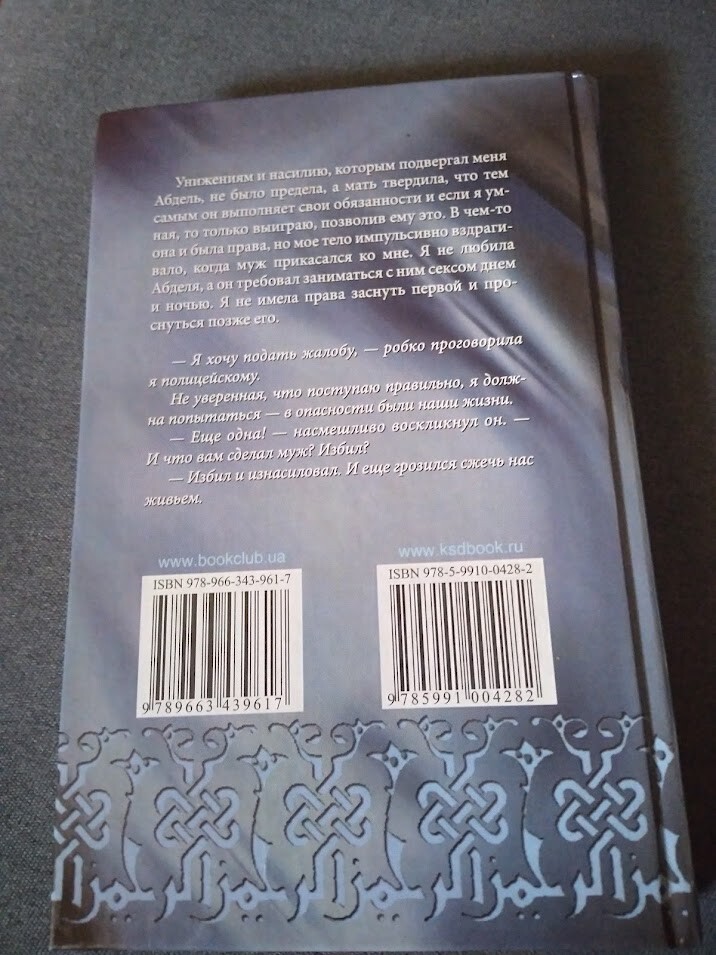 Унижениям и насилию, которым подвергал меня
Абдель, не было предела, а мать твердила, что тем
самым он выполняет свои обязанности и если я ум-
ная, то только выиграю, позволив ему это. В чем-то
она и была права, но мое тело импульсивно вздраги-
вало, когда муж прикасался ко мне. Я не любила
Абделя, а он требовал заниматься с ним сексом днем
и ночью. Я не имела права заснуть первой и про-
снуться позже его.
— Я хочу подать жалобу, — робко проговорила
я полицейскому.
Не уверенная, что поступаю правильно, я долж-
на попытаться — в опасности были наши жизни.
— Еще одна! — насмешливо воскликнул он. —
И что вам сделал муж? Избил?
— Избил и изнасиловал. И еще грозился сжечь нас
живьем.
www.bookclub.ua
ISBN 978-966-343-961-7
9 789663 439617
www.ksdbook.ru
ISBN 978-5-9910-0428-2
9 785991 004282